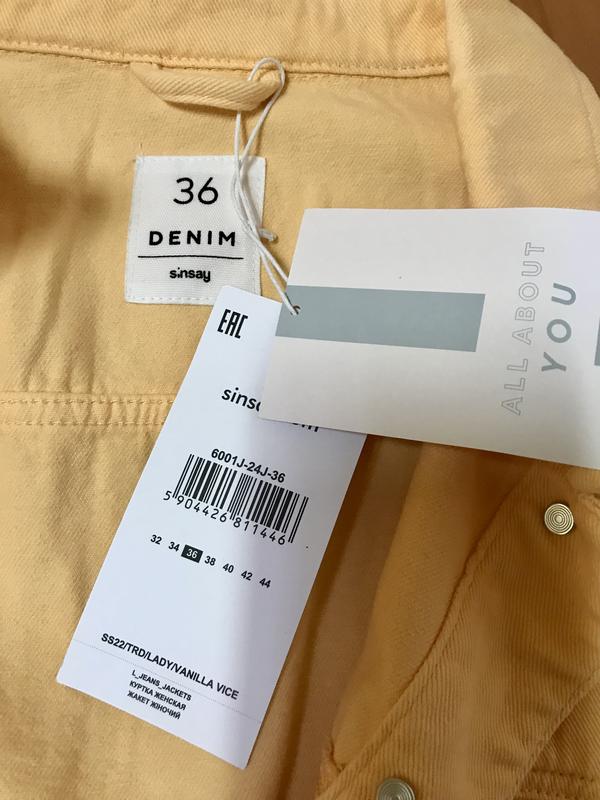 36
DENIM
sinsay
ALL ABOUT
YOU
EAC
6001J-24J-36
5 904426 811446
32 34 36 38 40 42 44
SS22/TRD/LADY/VANILLA VICE
L_JEANS_JACKETS
КУРТКА ЖЕНСКАЯ
ЖАКЕТ ЖІНОЧИЙ